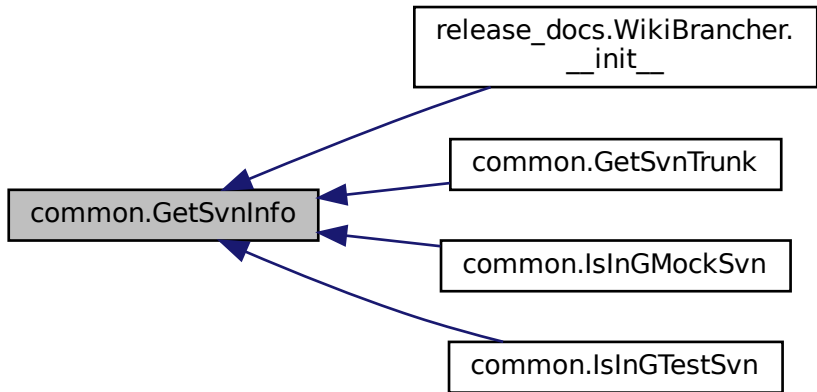 release_docs.WikiBrancher.
__init__
common.GetSvnTrunk
common.GetSvnInfo
common.IsInGMockSvn
common.IsInGTestSvn